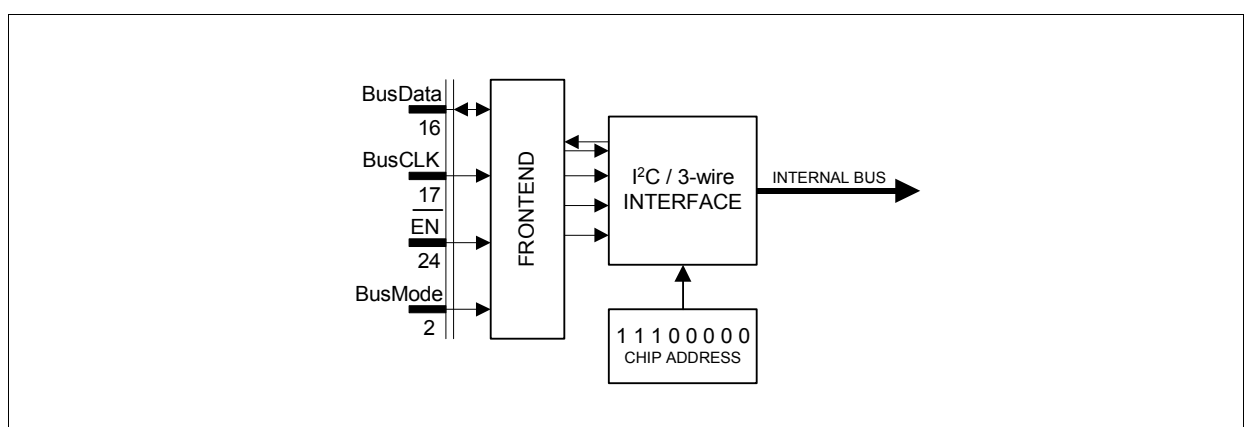 BusData
16
BusCLK
17
EN
24
BusMode
2
FRONTEND
I²C / 3-wire
INTERFACE
INTERNAL BUS
1 1 1 0 0 0 0 0
CHIP ADDRESS